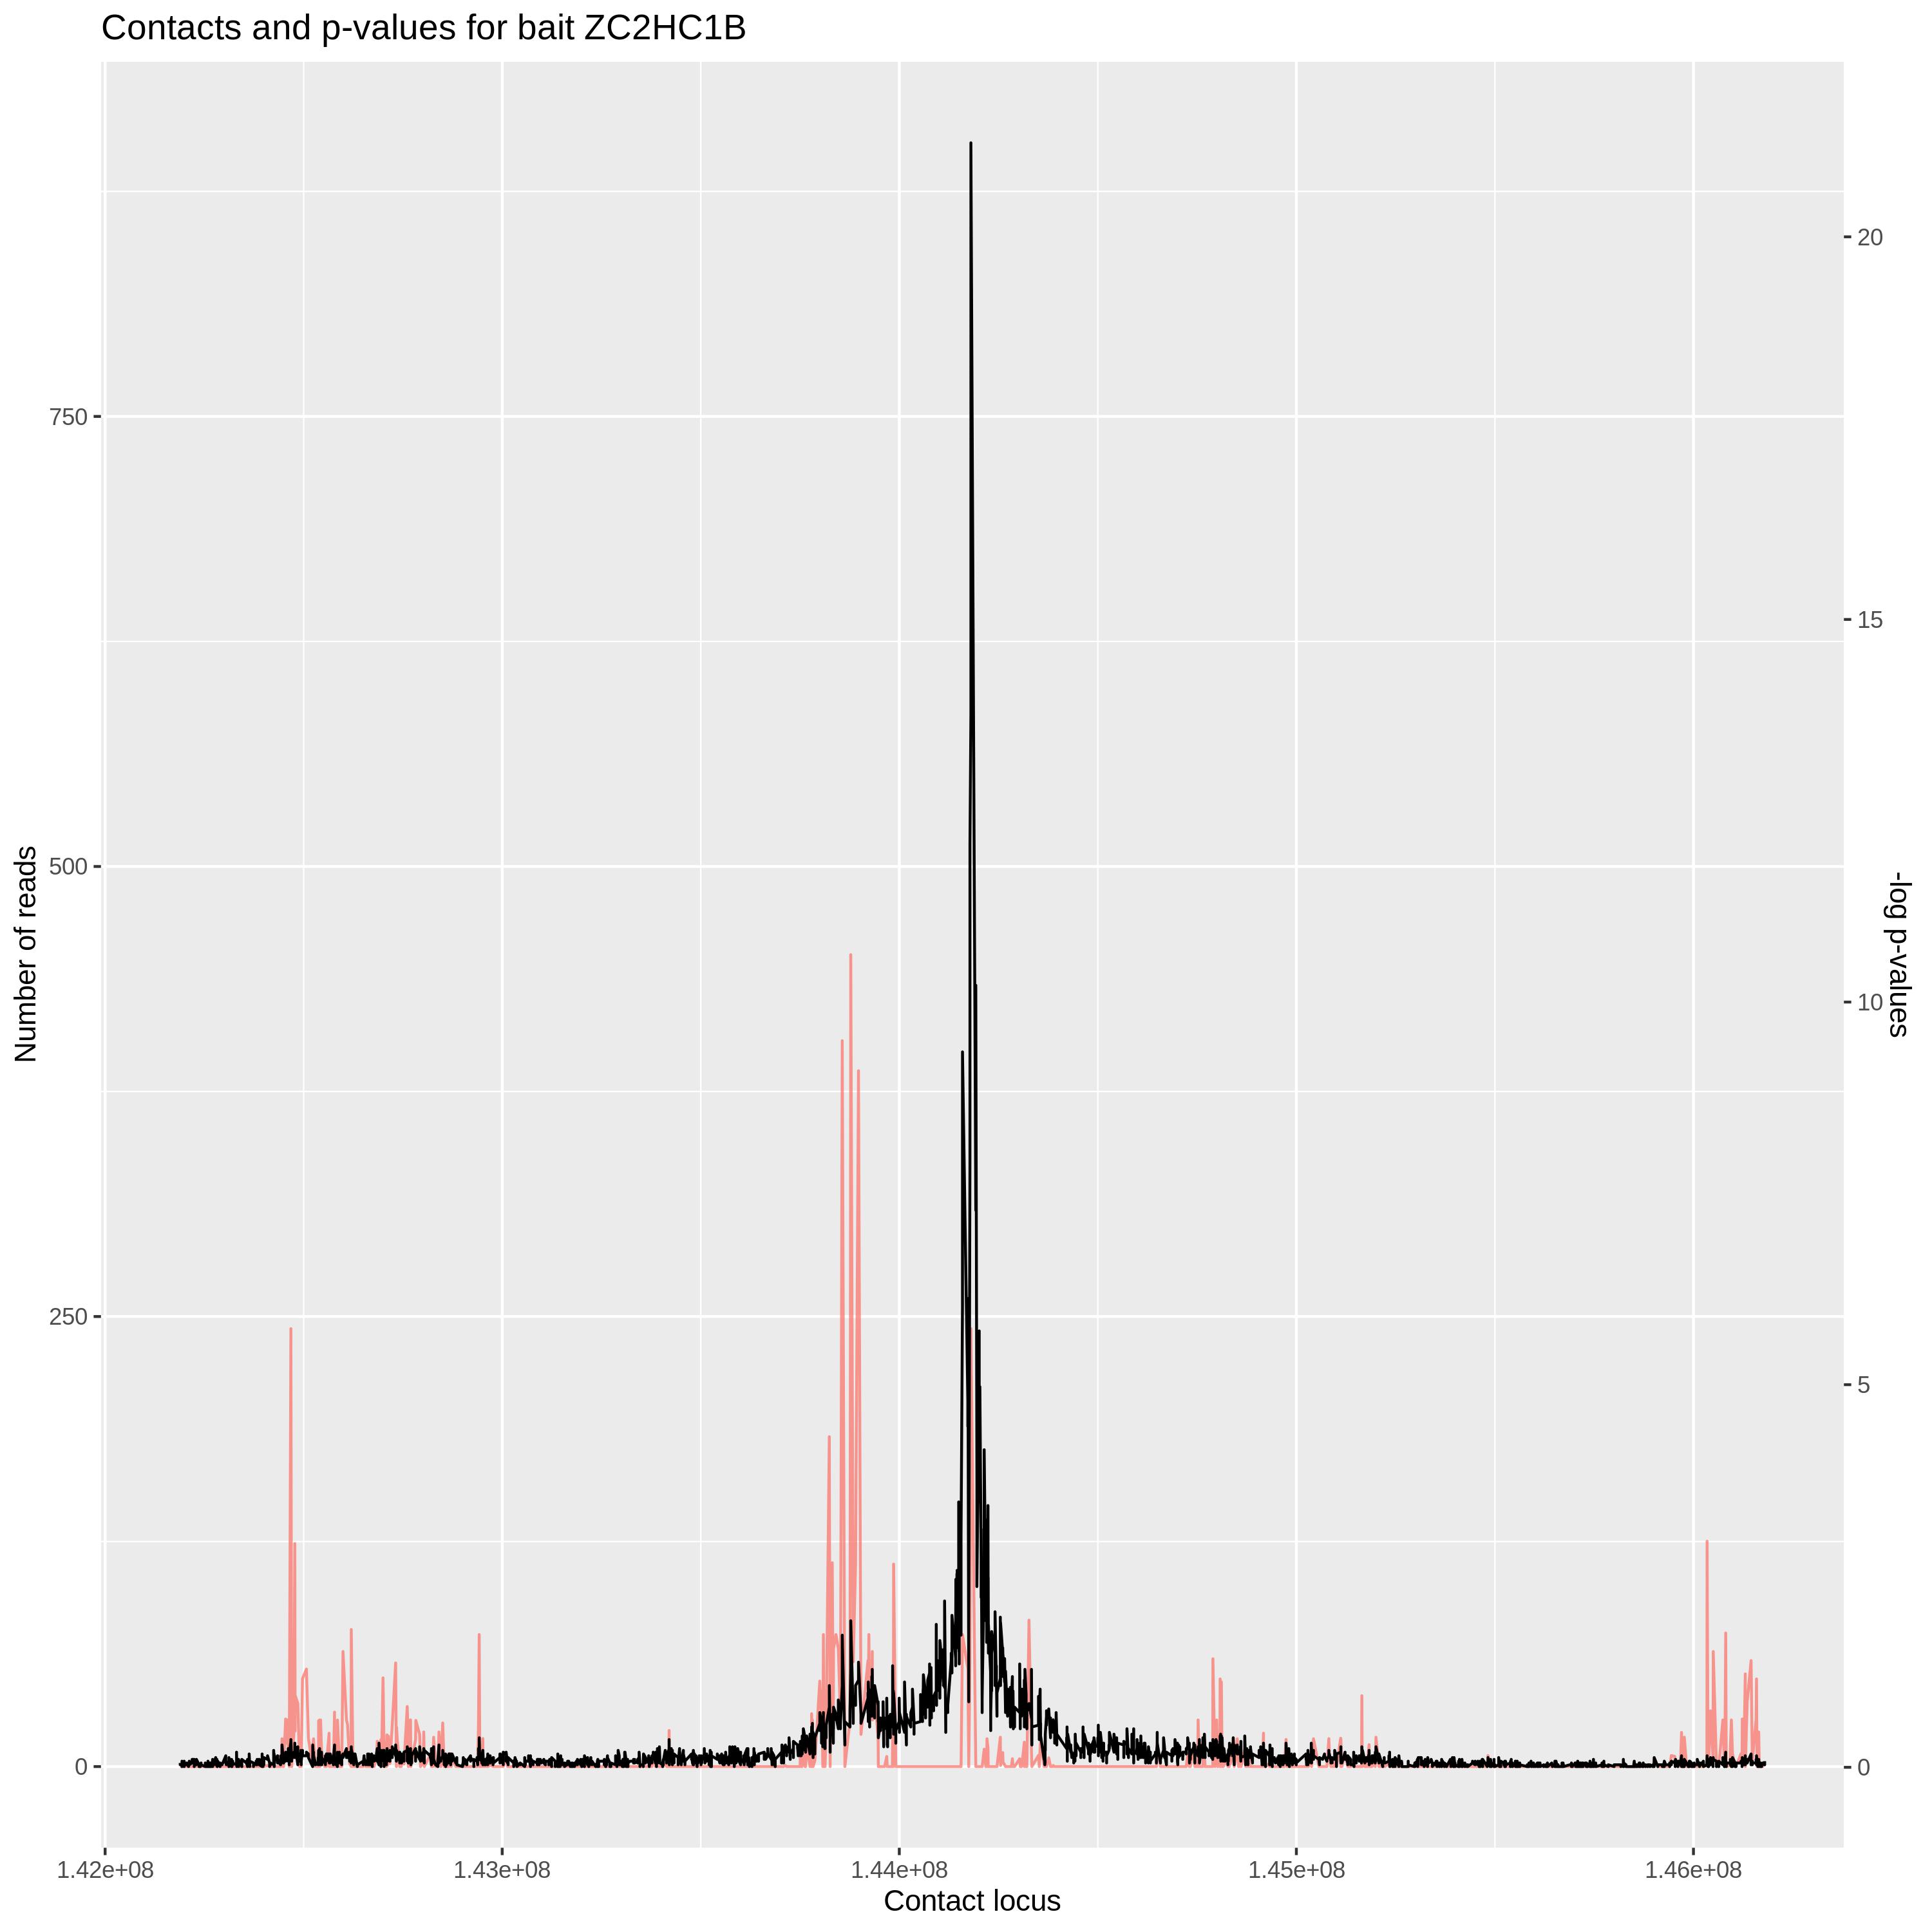 Contacts and p-values for bait ZC2HC1B
Number of reads
750
500
250
0
20
15
10
5
0
-log p-values
1.42e+08
1.43e+08
1.44e+08
1.45e+08
1.46e+08
Contact locus